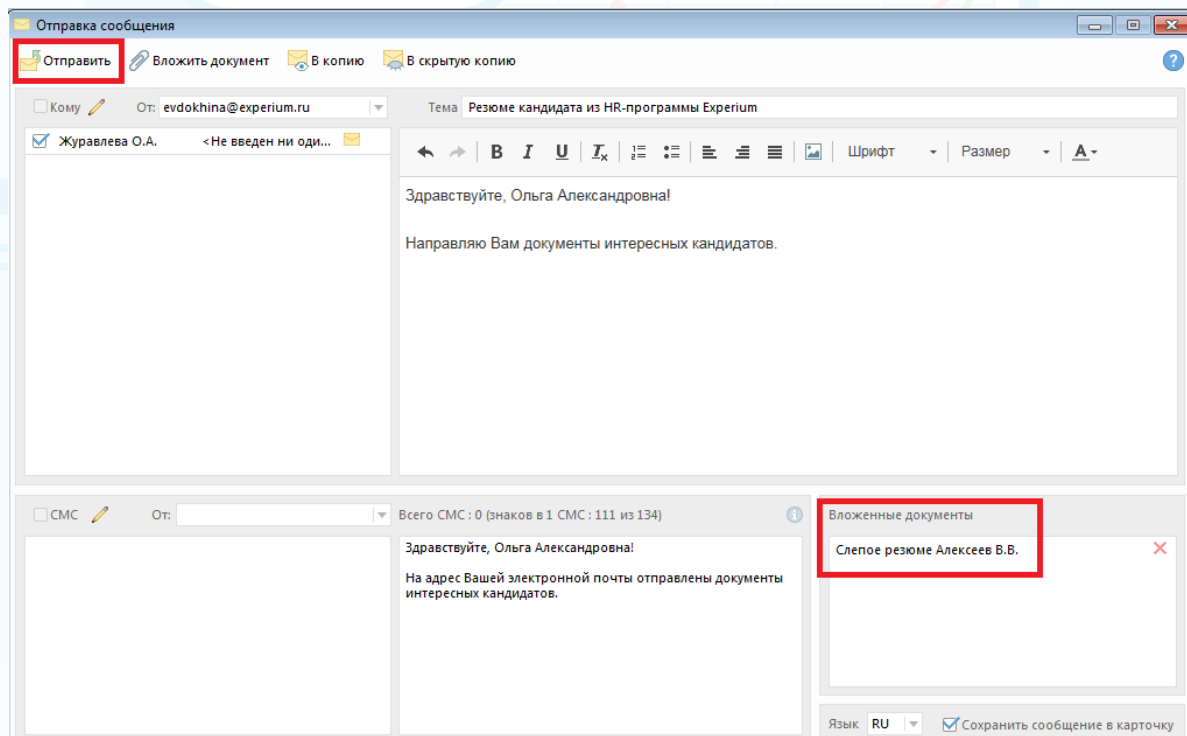 Отправка сообщения
Отправить Вложить документ В копию В скрытую копию ?
Кому От: evdokhina@experium.ru Тема Резюме кандидата из HR-программы Experium
Журавлева О.А. <Не введен ни оди...
B I U Tx Шрифт Размер A
Здравствуйте, Ольга Александровна!
Направляю Вам документы интересных кандидатов.
СМС От: Всего СМС : 0 (знаков в 1 СМС : 111 из 134) Вложенные документы
Здравствуйте, Ольга Александровна!
Слепое резюме Алексеев В.В.
На адрес Вашей электронной почты отправлены документы
интересных кандидатов.
Язык RU Сохранить сообщение в карточку